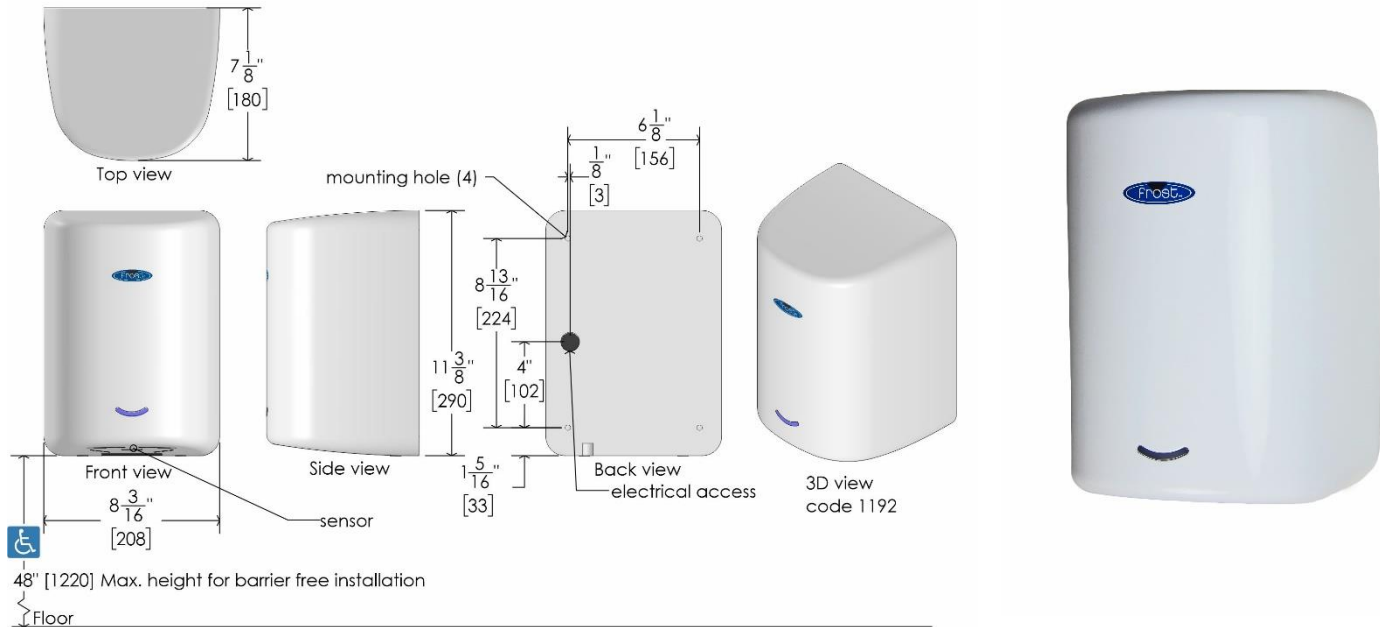 7 1/8"
[180]
Top view
6 1/8"
[156]
1/8"
[3]
mounting hole (4)
frost
frost
frost
8 13/16"
[224]
4"
[102]
11 3/8"
[290]
1 5/16"
[33]
Front view
Side view
Back view
electrical access
3D view
code 1192
8 3/16"
[208]
sensor
48" [1220] Max. height for barrier free installation
Floor